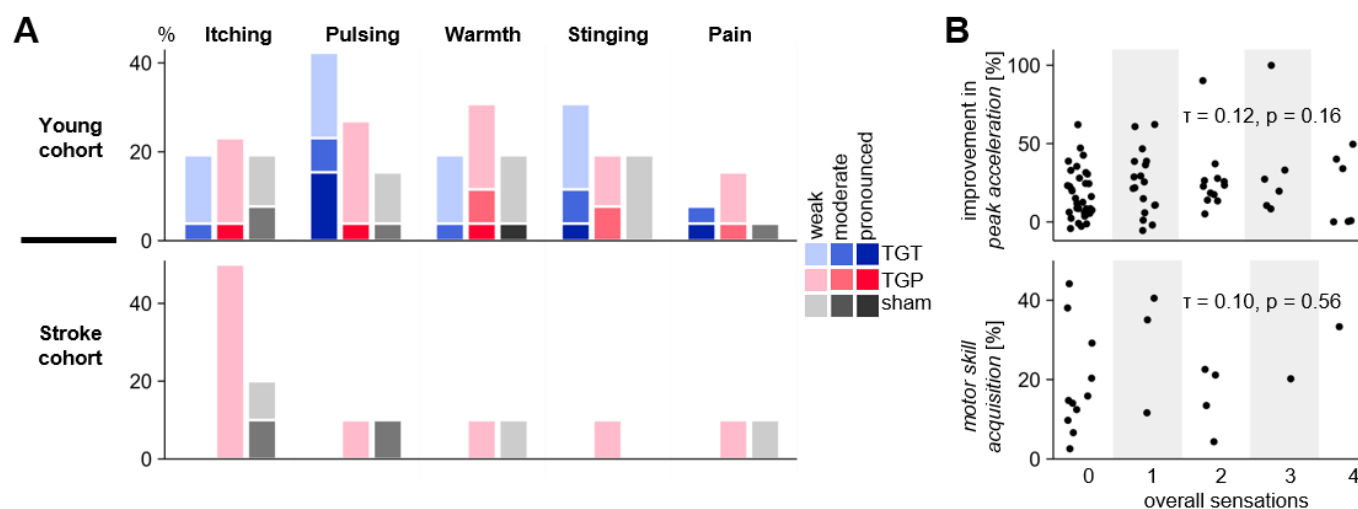 A
%
Itching
Pulsing
Warmth
Stinging
Pain
40
20
0
Young
cohort
40
20
0
Stroke
cohort
weak
moderate
pronounced
TGT
TGP
sham
B
improvement in
peak acceleration [%]
100
50
0
τ = 0.12, p = 0.16
motor skill
acquisition [%]
40
20
0
τ = 0.10, p = 0.56
0
1
2
3
4
overall sensations